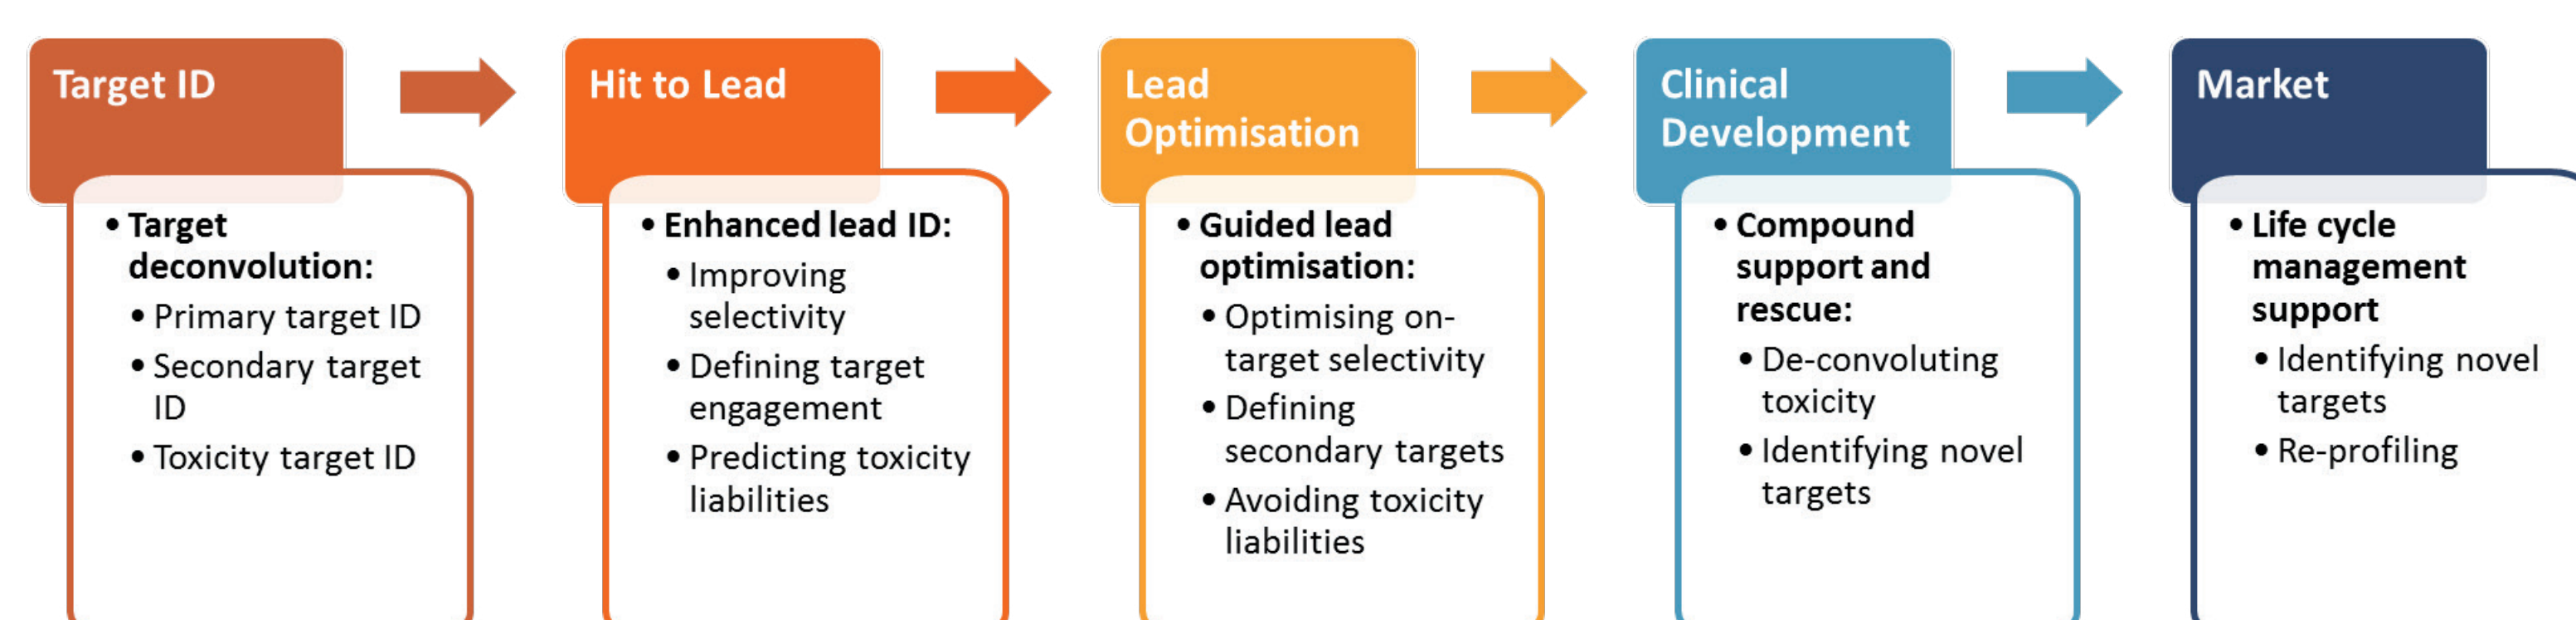 Target ID
• Target
deconvolution:
• Primary target ID
• Secondary target
ID
• Toxicity target ID
Hit to Lead
• Enhanced lead ID:
• Improving
selectivity
• Defining target
engagement
• Predicting toxicity
liabilities
Lead
Optimisation
• Guided lead
optimisation:
• Optimising on-
target selectivity
• Defining
secondary targets
• Avoiding toxicity
liabilities
Clinical
Development
• Compound
support and
rescue:
• De-convoluting
toxicity
• Identifying novel
targets
Market
• Life cycle
management
support
• Identifying novel
targets
• Re-profiling